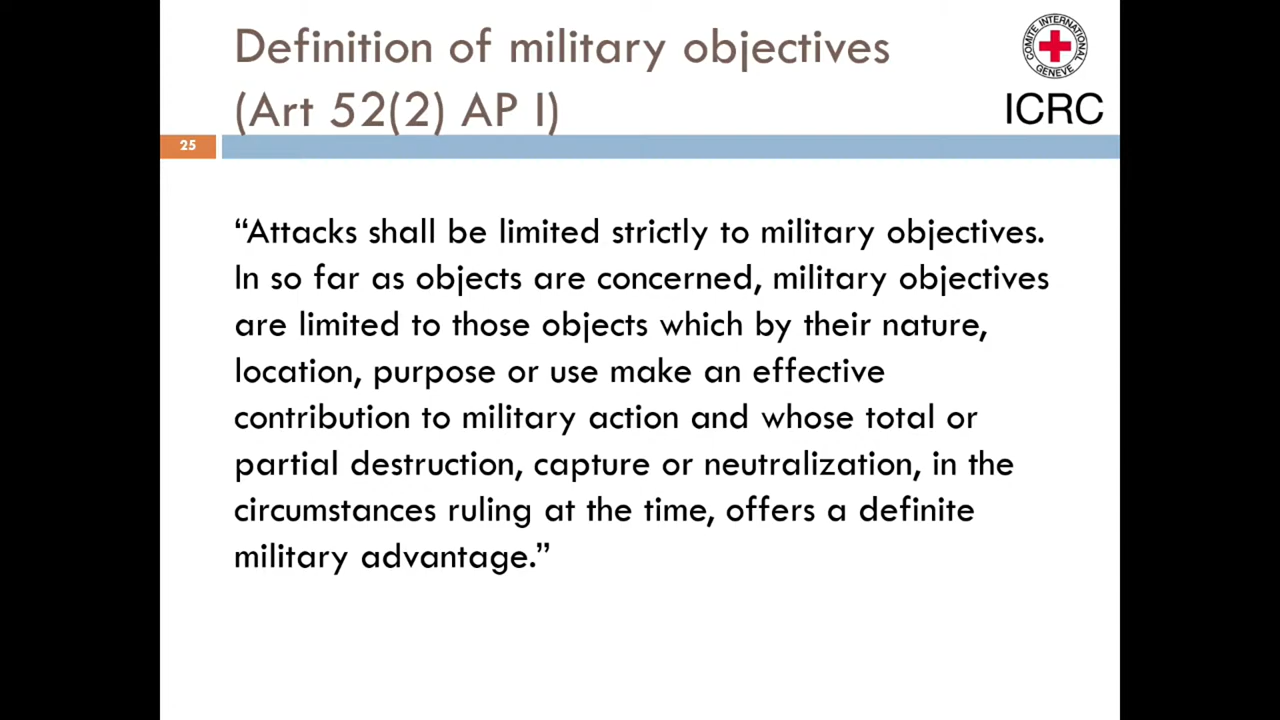 Definition of military objectives
(Art 52(2) AP I)
COMITE INTERNATIONAL
GENEVE
ICRC
25
“Attacks shall be limited strictly to military objectives.
In so far as objects are concerned, military objectives
are limited to those objects which by their nature,
location, purpose or use make an effective
contribution to military action and whose total or
partial destruction, capture or neutralization, in the
circumstances ruling at the time, offers a definite
military advantage.”